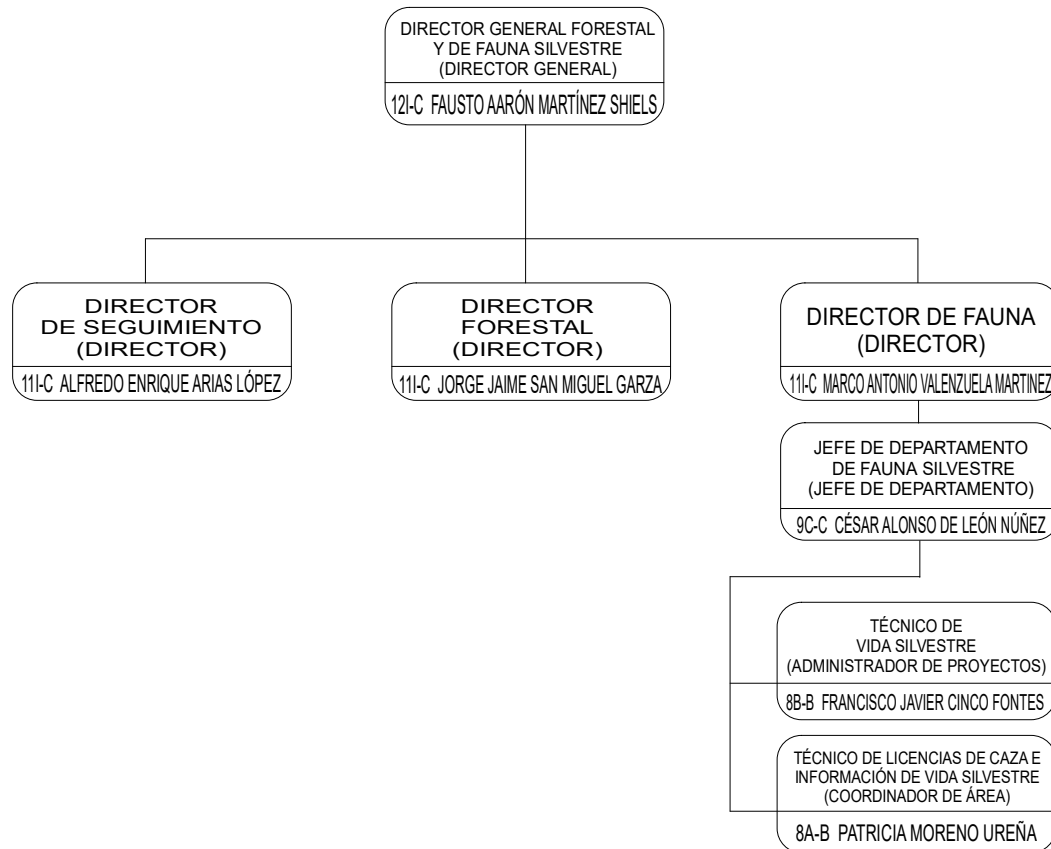 DIRECTOR GENERAL FORESTAL
Y DE FAUNA SILVESTRE
(DIRECTOR GENERAL)
12I-C FAUSTO AARÓN MARTÍNEZ SHIELS
DIRECTOR
DE SEGUIMIENTO
(DIRECTOR)
11I-C ALFREDO ENRIQUE ARIAS LÓPEZ
DIRECTOR
FORESTAL
(DIRECTOR)
11I-C JORGE JAIME SAN MIGUEL GARZA
DIRECTOR DE FAUNA
(DIRECTOR)
11I-C MARCO ANTONIO VALENZUELA MARTINEZ
JEFE DE DEPARTAMENTO
DE FAUNA SILVESTRE
(JEFE DE DEPARTAMENTO)
9C-C CÉSAR ALONSO DE LEÓN NÚÑEZ
TÉCNICO DE
VIDA SILVESTRE
(ADMINISTRADOR DE PROYECTOS)
8B-B FRANCISCO JAVIER CINCO FONTES
TÉCNICO DE LICENCIAS DE CAZA E
INFORMACIÓN DE VIDA SILVESTRE
(COORDINADOR DE ÁREA)
8A-B PATRICIA MORENO UREÑA